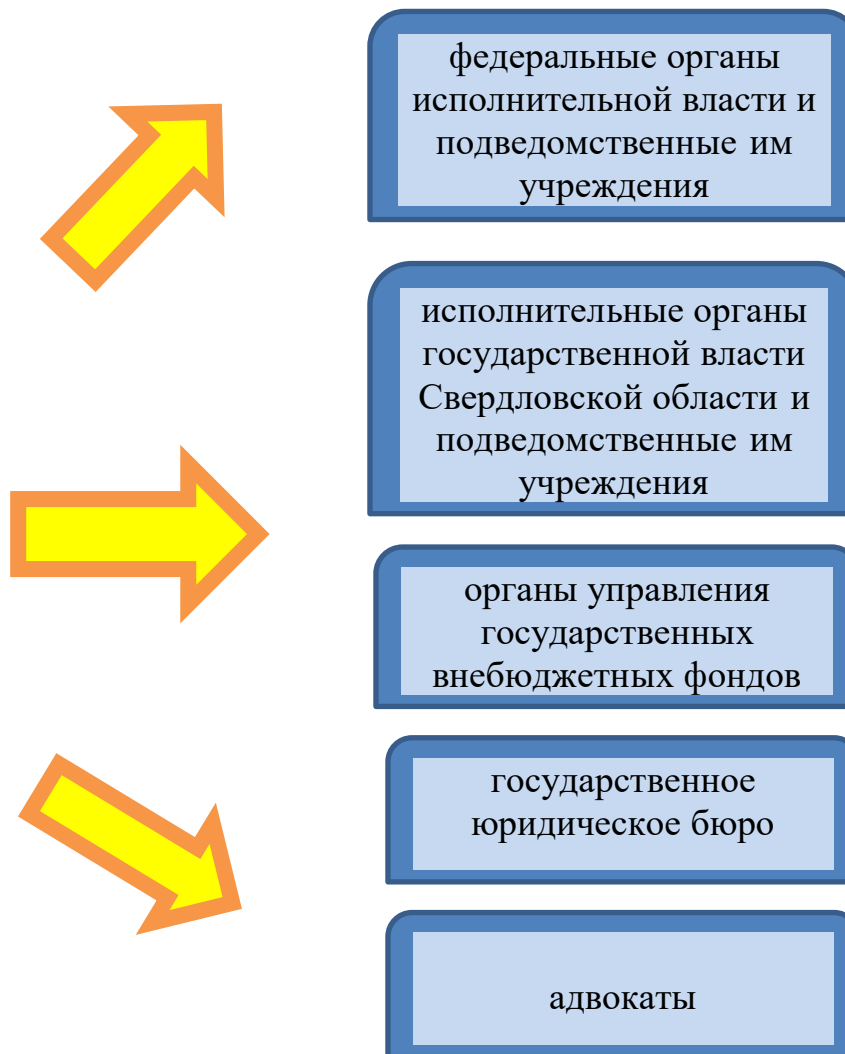 федеральные органы
исполнительной власти и
подведомственные им
учреждения
исполнительные органы
государственной власти
Свердловской области и
подведомственные им
учреждения
органы управления
государственных
внебюджетных фондов
государственное
юридическое бюро
адвокаты